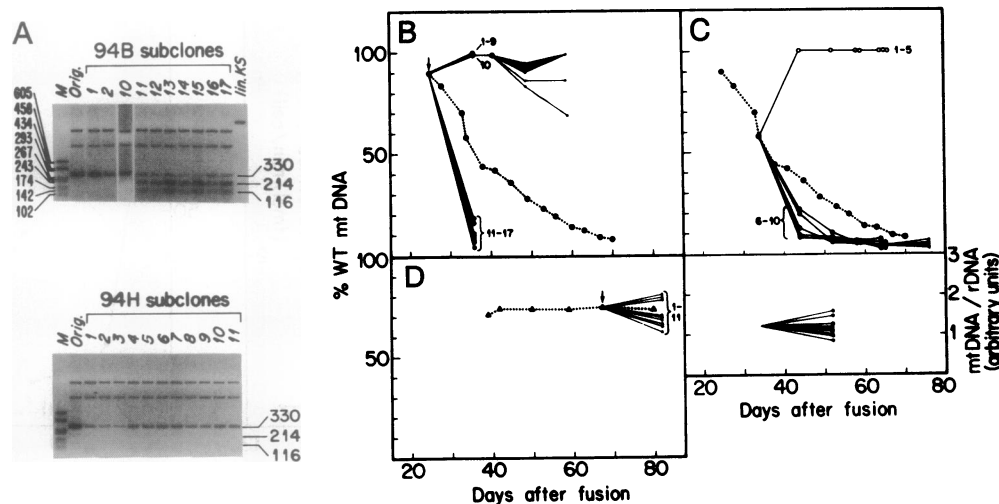 A
94B subclones
M Orig. 1 2 10 11 12 13 14 15 16 17 lin. KS
605
458
434
293
267
243
174
142
102
330
214
116
94H subclones
M Orig. 1 2 3 4 5 6 7 8 9 10 11
330
214
116
B
% WT mt DNA
100
50
1-9
10
11-17
C
1-5
6-10
D
100
50
1-
11
20 40 60 80
Days after fusion
3
2
1
mtDNA / rDNA
(arbitrary units)
20 40 60 80
Days after fusion